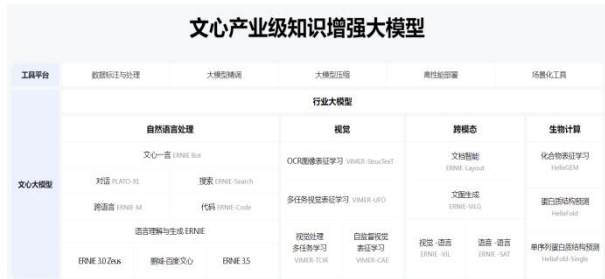 文心产业级知识增强大模型
工具平台 数据标注与处理 大模型精调 大模型压缩 高性能部署 场景化工具
文心大模型
行业大模型
自然语言处理 视觉 跨模态 生物计算
文心一言 ERNIE Bot
对话 PLATO-XL 搜索 ERNIE-Search
跨语言 ERNIE-M 代码 ERNIE-Code
语言理解与生成 ERNIE
ERNIE 3.0 Zeus 鹏城-百度文心 ERNIE 3.5
OCR图像表征学习 VIMER-StrucTexT
多任务视觉表征学习 VIMER-UFO
视觉处理
多任务学习
VIMER-TCIR
自监督视觉
表征学习
VIMER-CAE
文档智能
ERNIE-Layout
文图生成
ERNIE-ViLG
视觉-语言
ERNIE-ViL
语音-语言
ERNIE-SAT
化合物表征学习
HelixGEM
蛋白质结构预测
HelixFold
单序列蛋白质结构预测
HelixFold-Single